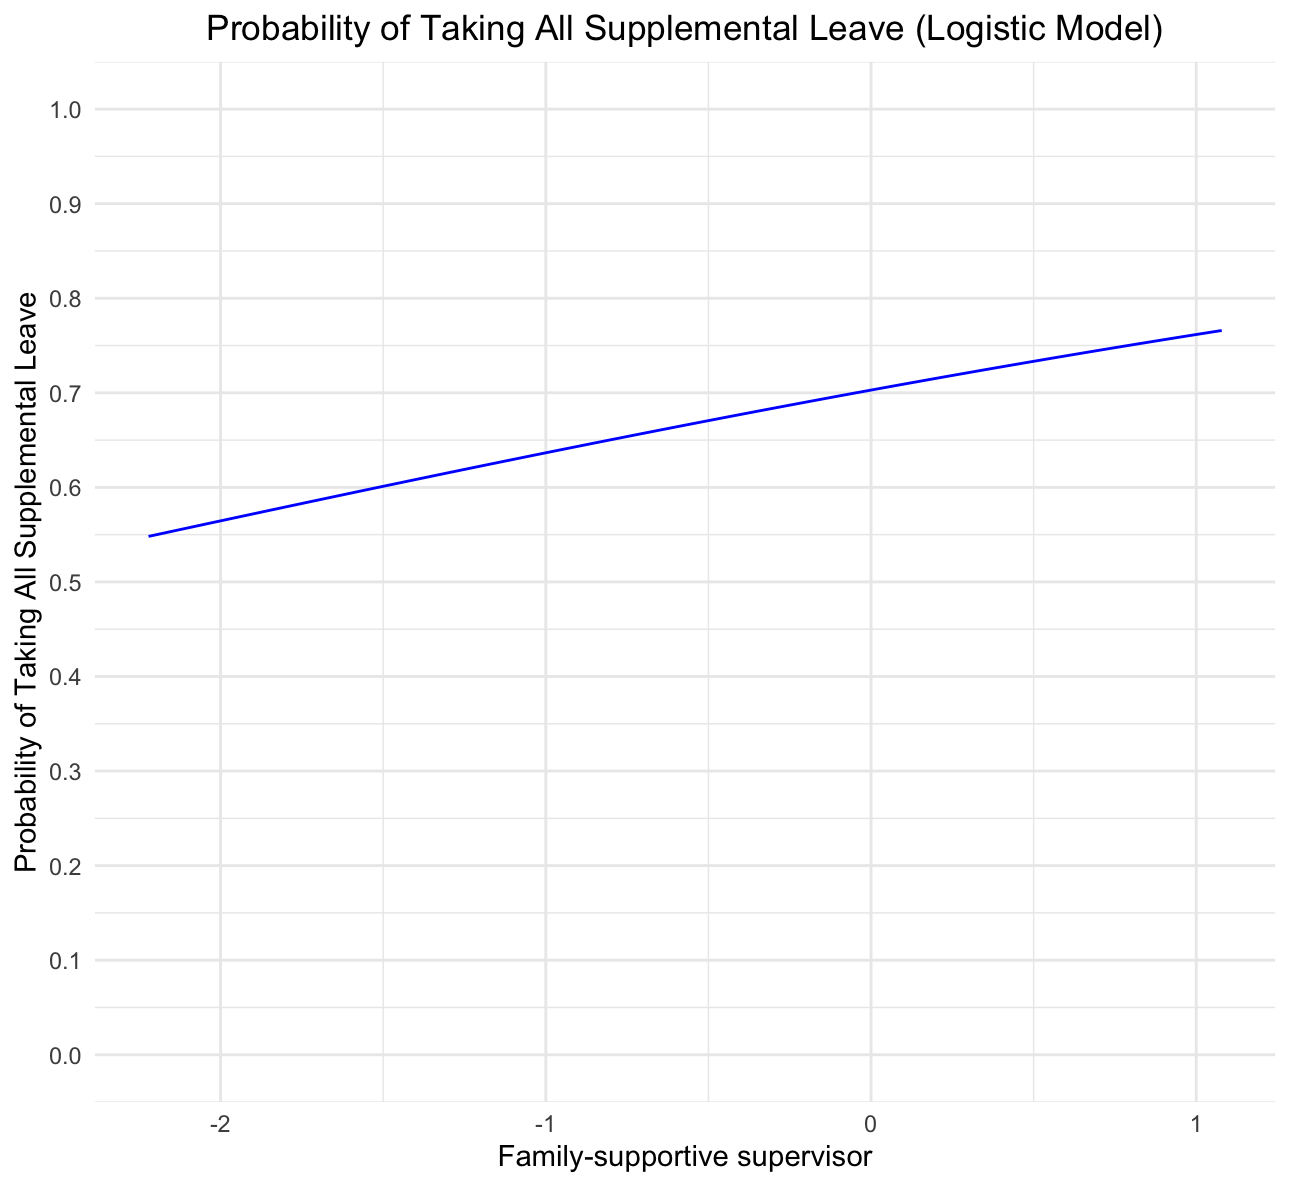 Probability of Taking All Supplemental Leave (Logistic Model)
Probability of Taking All Supplemental Leave
1.0
0.9
0.8
0.7
0.6
0.5
0.4
0.3
0.2
0.1
0.0
-2 -1 0 1
Family-supportive supervisor